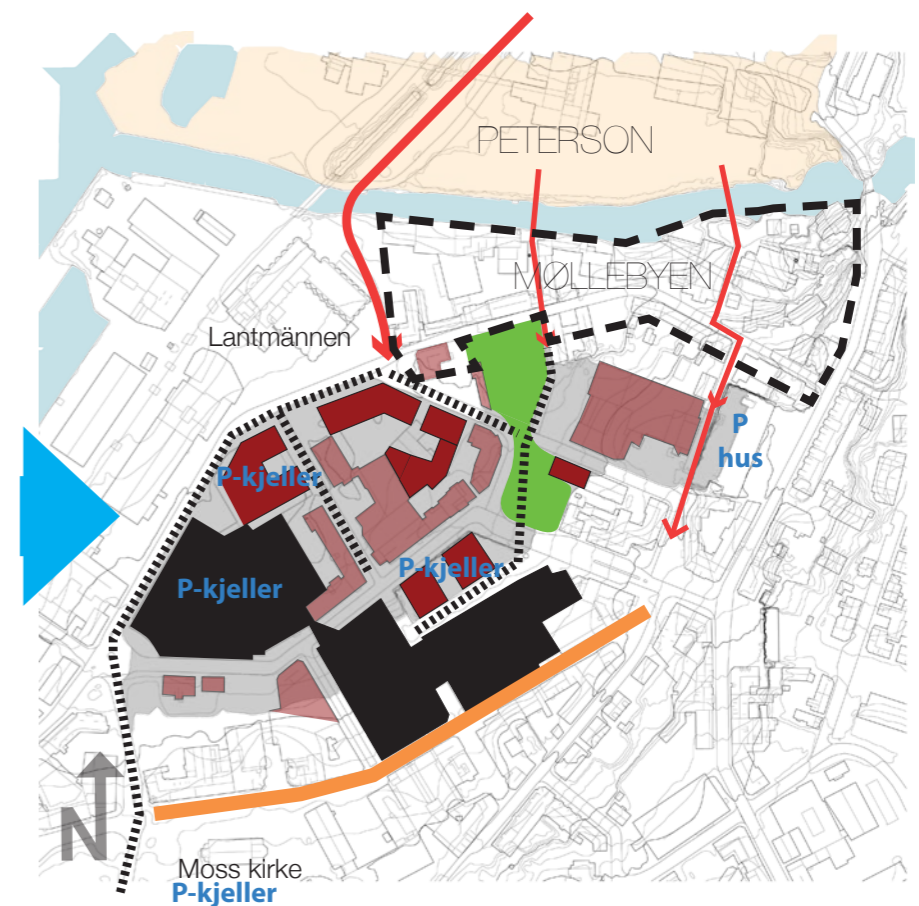 PETERSON
MØLLEBYEN
Lantmännen
P
hus
P-kjeller
P-kjeller
P-kjeller
N
Moss kirke
P-kjeller